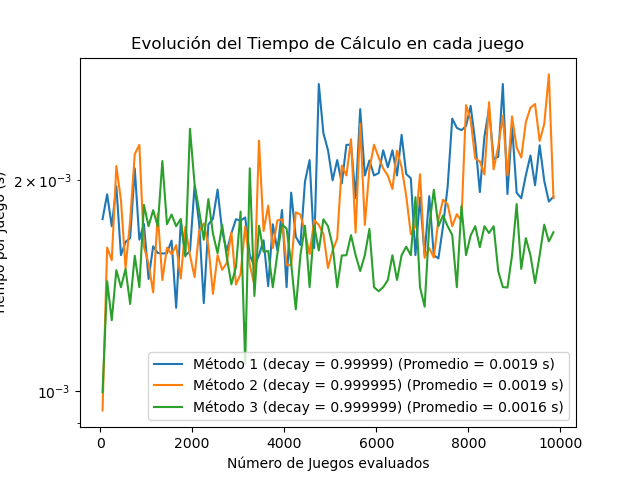 Evolución del Tiempo de Cálculo en cada juego
2 × 10⁻³
10⁻³
por juego (s)
Método 1 (decay = 0.99999) (Promedio = 0.0019 s)
Método 2 (decay = 0.999995) (Promedio = 0.0019 s)
Método 3 (decay = 0.999999) (Promedio = 0.0016 s)
0 2000 4000 6000 8000 10000
Número de Juegos evaluados